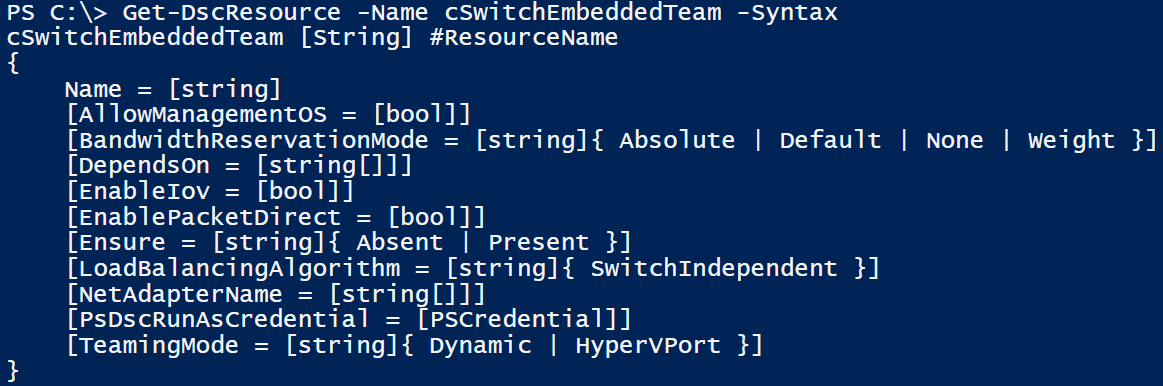 PS C:\> Get-DscResource -Name cSwitchEmbeddedTeam -Syntax
cSwitchEmbeddedTeam [String] #ResourceName
{
    Name = [string]
    [AllowManagementOS = [bool]]
    [BandwidthReservationMode = [string]{ Absolute | Default | None | Weight }]
    [DependsOn = [string[]]]
    [EnableIov = [bool]]
    [EnablePacketDirect = [bool]]
    [Ensure = [string]{ Absent | Present }]
    [LoadBalancingAlgorithm = [string]{ SwitchIndependent }]
    [NetAdapterName = [string[]]]
    [PsDscRunAsCredential = [PSCredential]]
    [TeamingMode = [string]{ Dynamic | HyperVPort }]
}